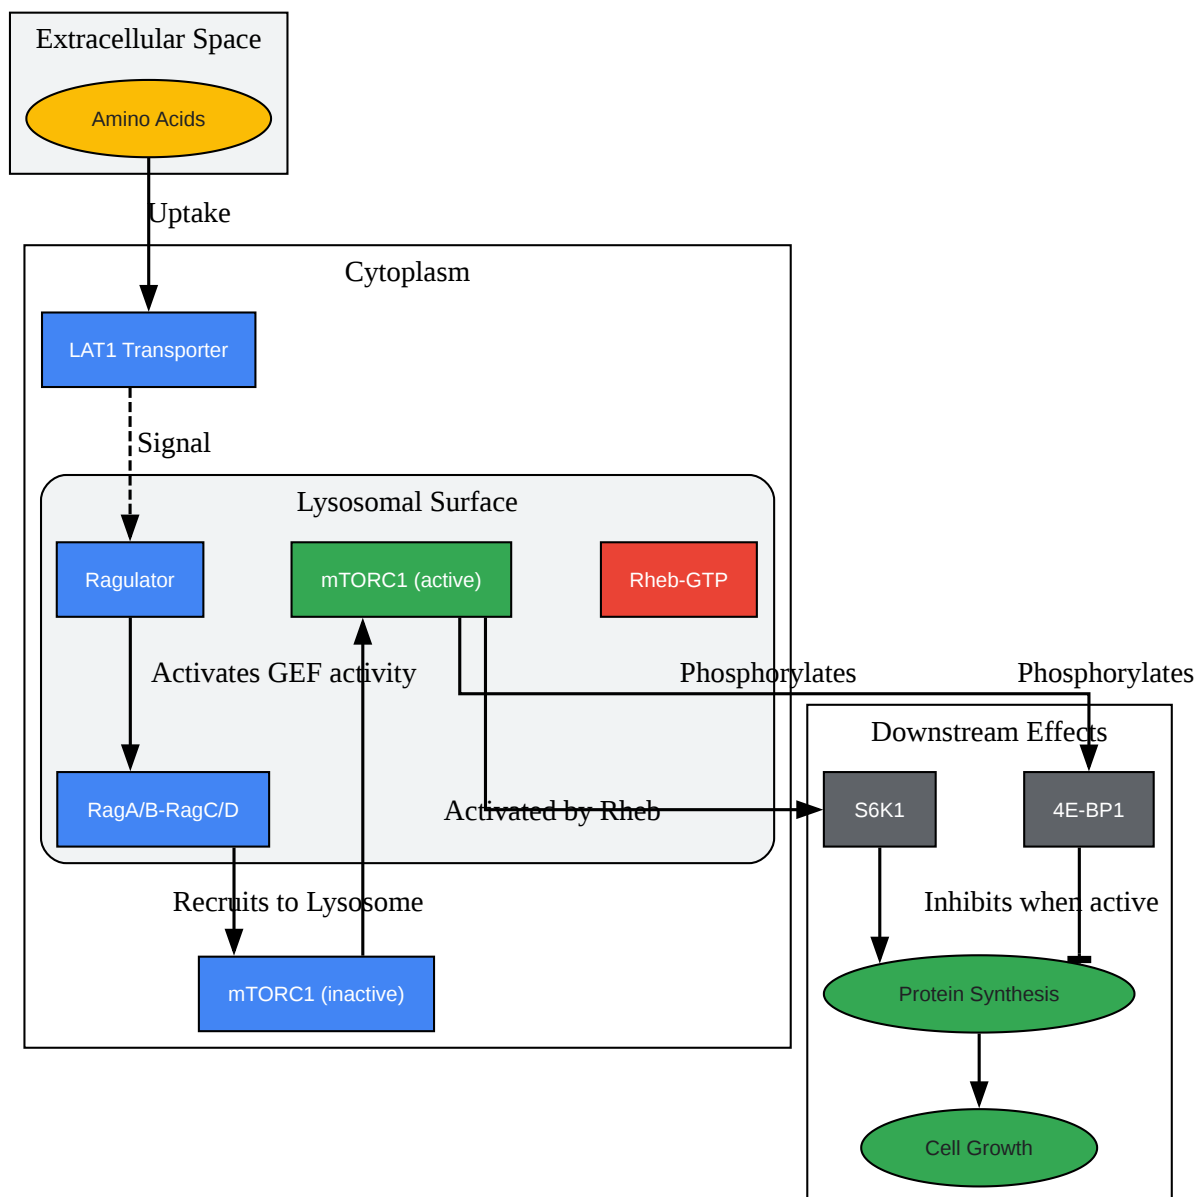 Extracellular Space
Amino Acids
Uptake
Cytoplasm
LAT1 Transporter
Signal
Lysosomal Surface
Ragulator
mTORC1 (active)
Rheb-GTP
Activates GEF activity
Phosphorylates
Phosphorylates
Downstream Effects
RagA/B-RagC/D
Activated by Rheb
S6K1
4E-BP1
Recruits to Lysosome
Inhibits when active
mTORC1 (inactive)
Protein Synthesis
Cell Growth